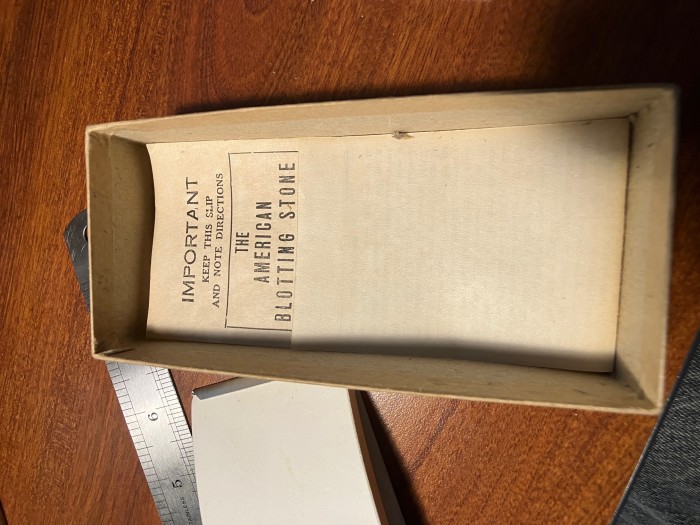 IMPORTANT
KEEP THIS SLIP
AND NOTE DIRECTIONS
THE
AMERICAN
BLOTTING STONE
6
5